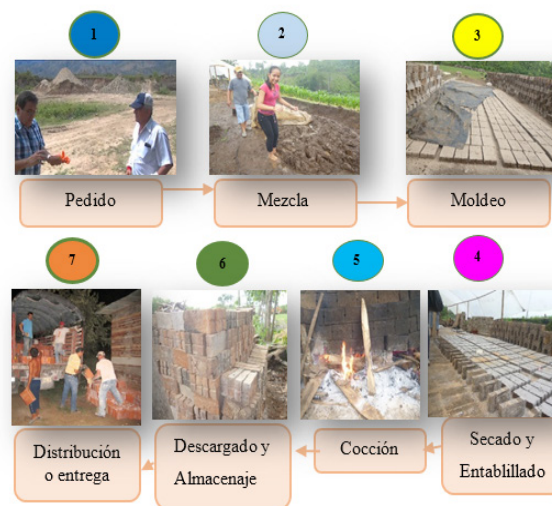 1
2
3
Pedido
Mezcla
Moldeo
7
6
5
4
Distribución
o entrega
Descargado y
Almacenaje
Cocción
Secado y
Entablillado